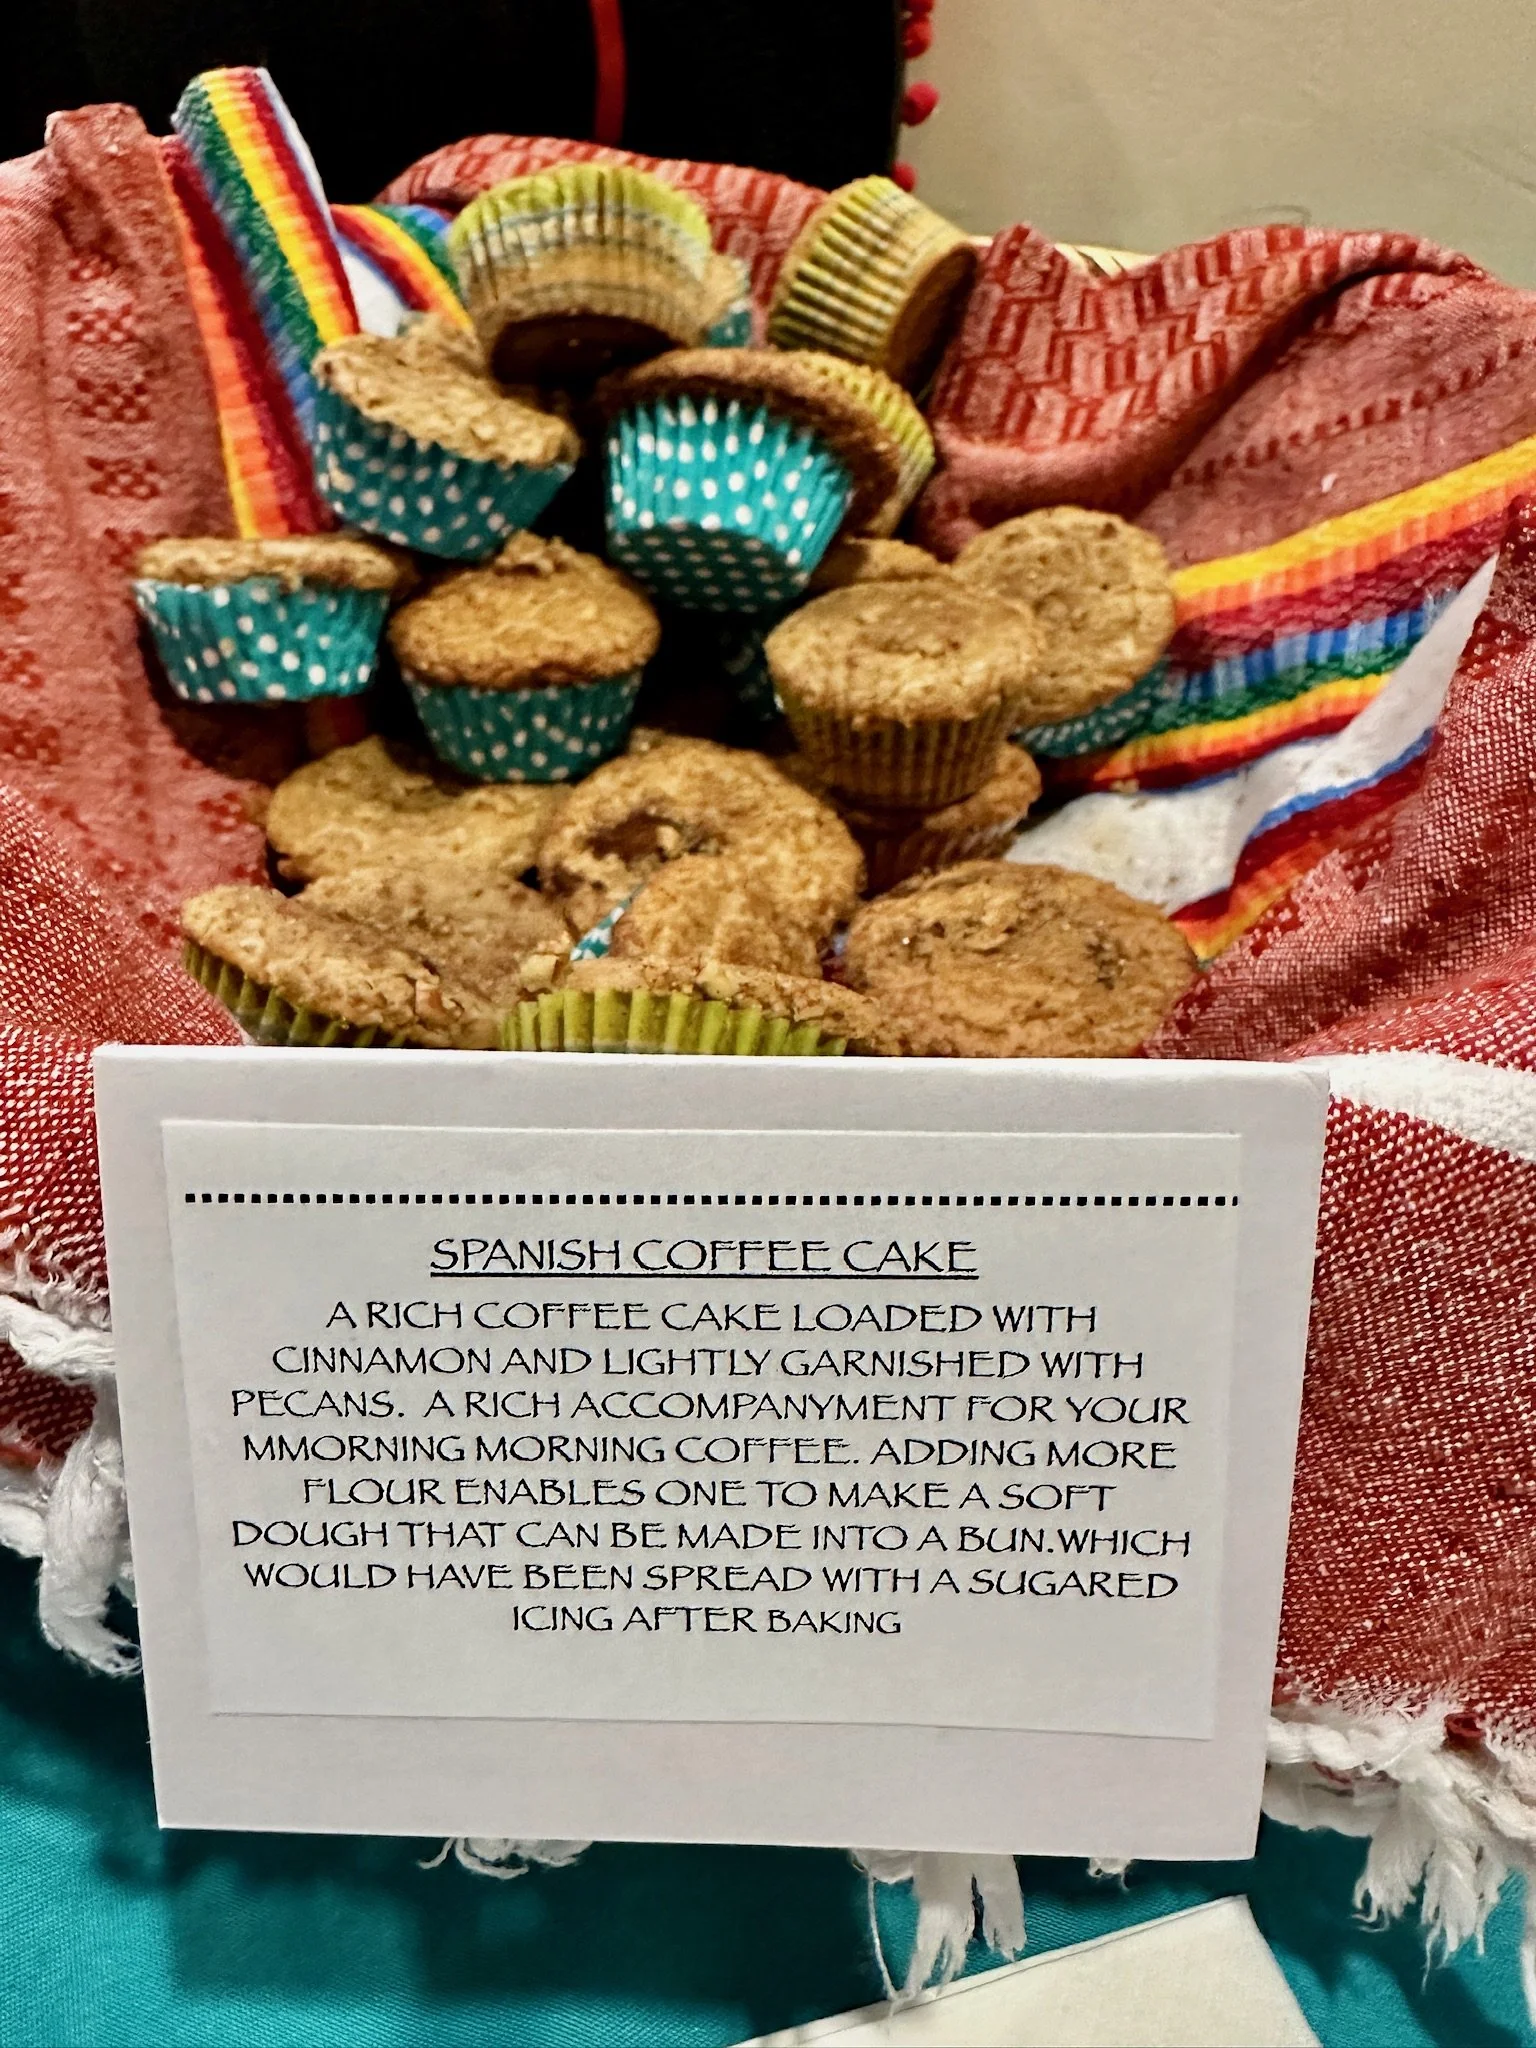 SPANISH COFFEE CAKE
A RICH COFFEE CAKE LOADED WITH
CINNAMON AND LIGHTLY GARNISHED WITH
PECANS. A RICH ACCOMPANYMENT FOR YOUR
MMORNING MORNING COFFEE. ADDING MORE
FLOUR ENABLES ONE TO MAKE A SOFT
DOUGH THAT CAN BE MADE INTO A BUN.WHICH
WOULD HAVE BEEN SPREAD WITH A SUGARED
ICING AFTER BAKING